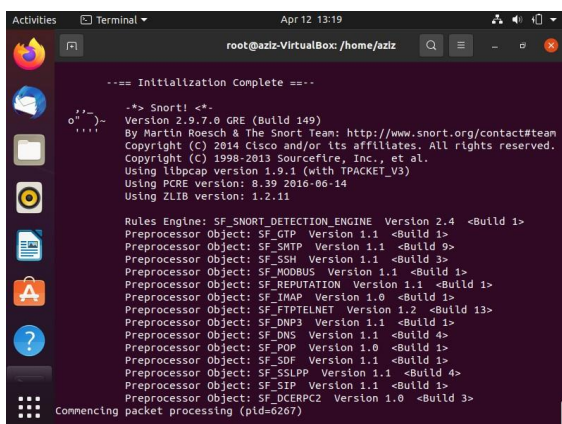 Activities
Terminal
Apr 12 13:19
root@aziz-VirtualBox: /home/aziz
--== Initialization Complete ==--
,,_ -*> Snort! <*-
o" )~ Version 2.9.7.0 GRE (Build 149)
'''' By Martin Roesch & The Snort Team: http://www.snort.org/contact#team
Copyright (C) 2014 Cisco and/or its affiliates. All rights reserved.
Copyright (C) 1998-2013 Sourcefire, Inc., et al.
Using libpcap version 1.9.1 (with TPACKET_V3)
Using PCRE version: 8.39 2016-06-14
Using ZLIB version: 1.2.11
Rules Engine: SF_SNORT_DETECTION_ENGINE Version 2.4 <Build 1>
Preprocessor Object: SF_GTP Version 1.1 <Build 1>
Preprocessor Object: SF_SMTP Version 1.1 <Build 9>
Preprocessor Object: SF_SSH Version 1.1 <Build 3>
Preprocessor Object: SF_MODBUS Version 1.1 <Build 1>
Preprocessor Object: SF_REPUTATION Version 1.1 <Build 1>
Preprocessor Object: SF_IMAP Version 1.0 <Build 1>
Preprocessor Object: SF_FTPTELNET Version 1.2 <Build 13>
Preprocessor Object: SF_DNP3 Version 1.1 <Build 1>
Preprocessor Object: SF_DNS Version 1.1 <Build 4>
Preprocessor Object: SF_POP Version 1.0 <Build 1>
Preprocessor Object: SF_SDF Version 1.1 <Build 1>
Preprocessor Object: SF_SSLPP Version 1.1 <Build 4>
Preprocessor Object: SF_SIP Version 1.1 <Build 1>
Preprocessor Object: SF_DCERPC2 Version 1.0 <Build 3>
Commencing packet processing (pid=6267)